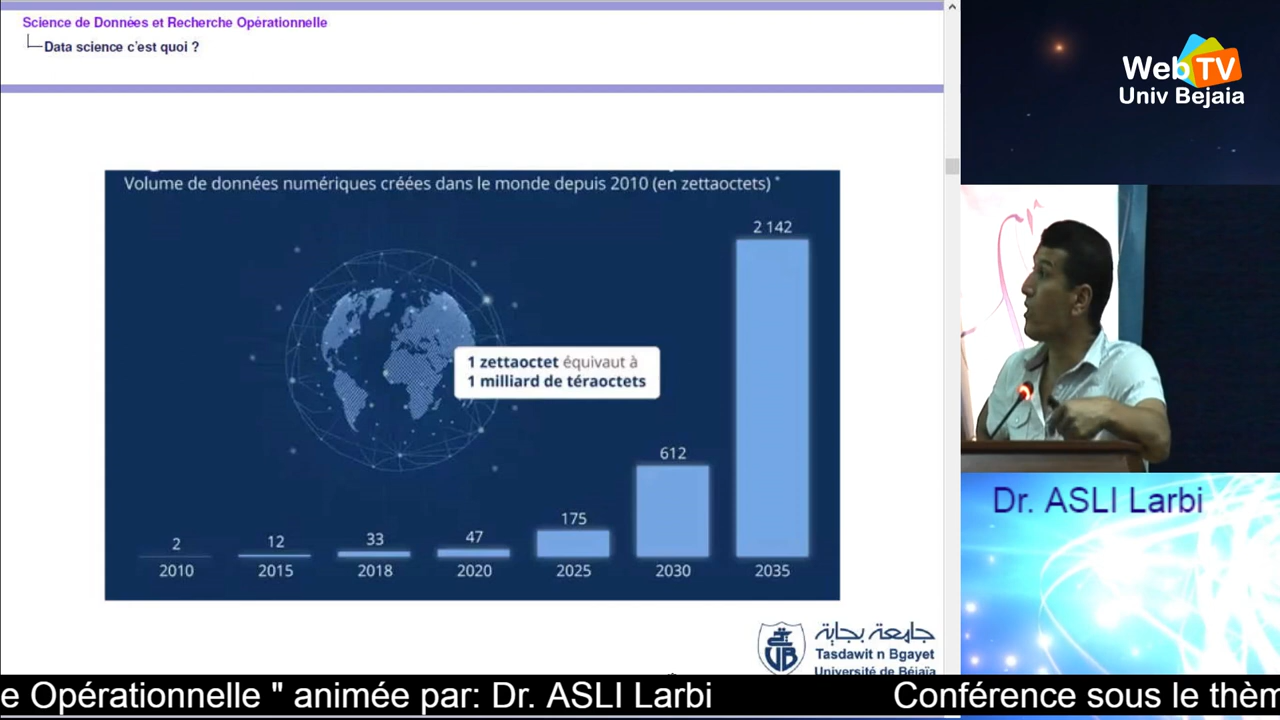 Science de Données et Recherche Opérationnelle
Data science c'est quoi ?
Volume de données numériques créées dans le monde depuis 2010 (en zettaoctets) *
2 142
1 zettaoctet équivaut à
1 milliard de téraoctets
612
175
47
33
12
2
2010
2015
2018
2020
2025
2030
2035
جامعة بجاية
Tasdawit n Bgayet
Université de Béjaïa
UB
Web TV
Univ Bejaia
Dr. ASLI Larbi
e Opérationnelle " animée par: Dr. ASLI Larbi
Conférence sous le thèm